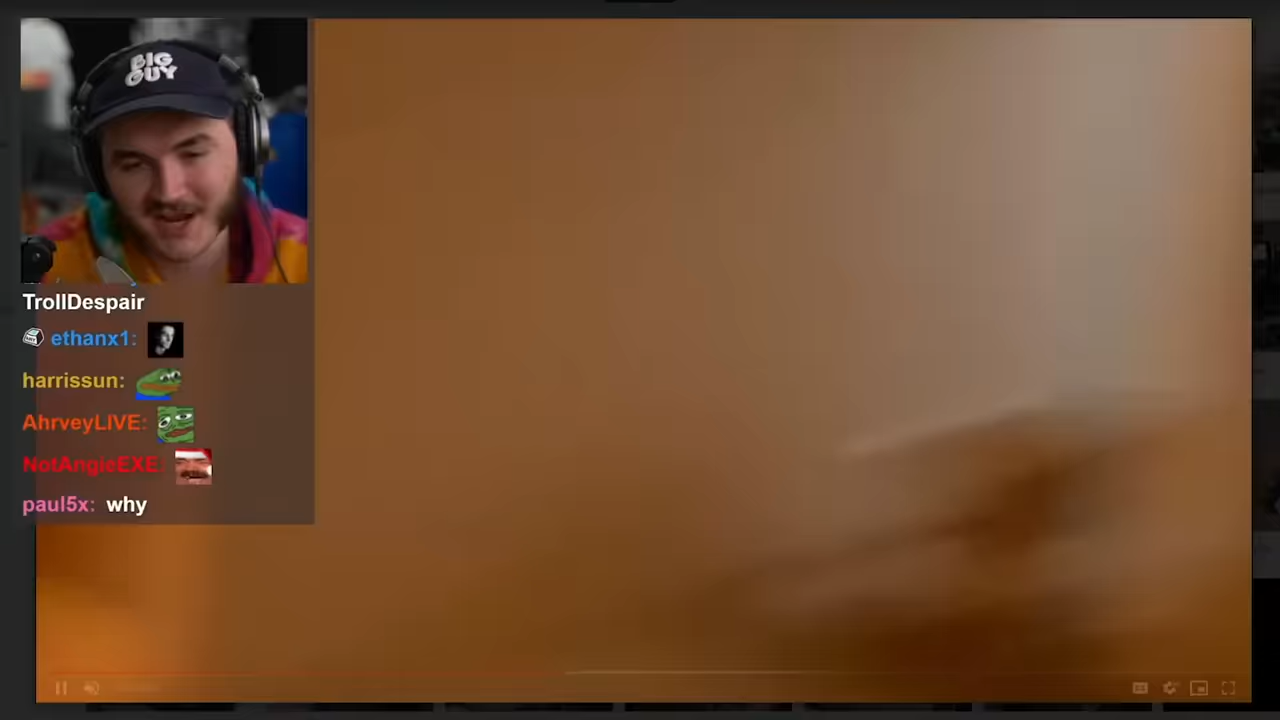 BIG
GUY
TrollDespair
ethanx1:
harrissun:
AhrveyLIVE:
NotAngieEXE:
paul5x: why